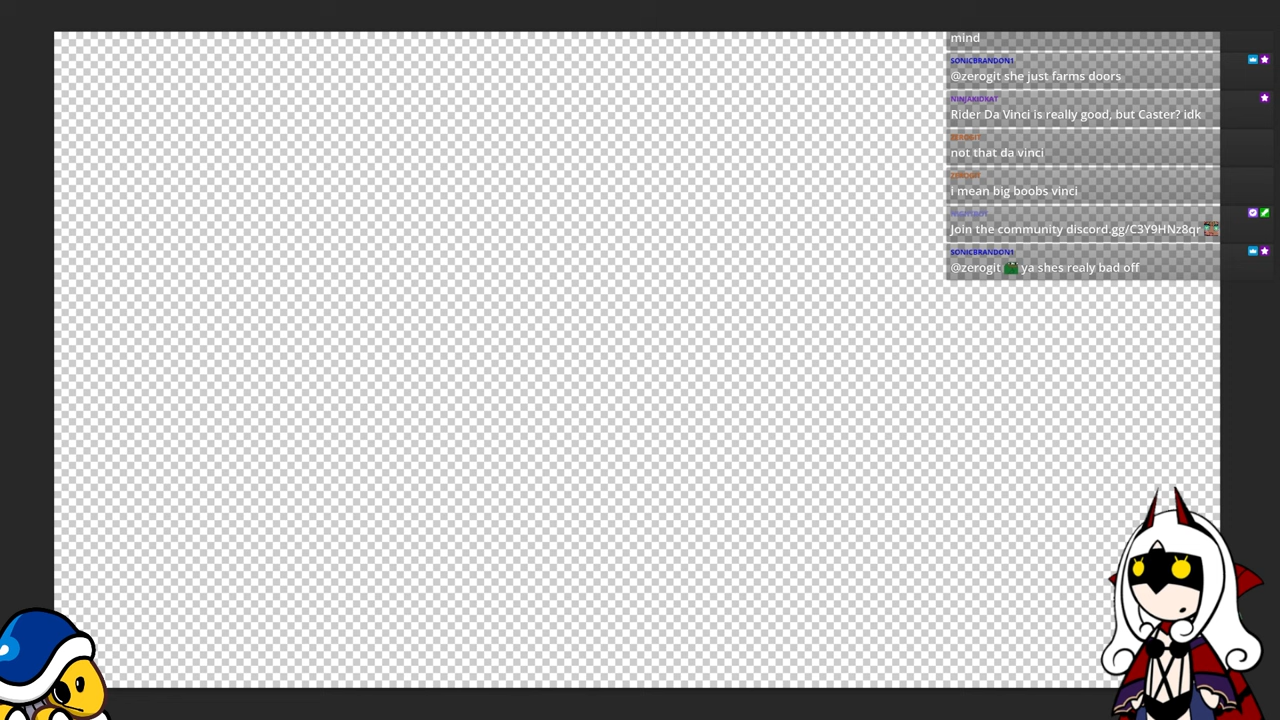 mind
SONICBRANDON1
@zerogit she just farms doors
NINJAKIDKAT
Rider Da Vinci is really good, but Caster? idk
ZEROGIT
not that da vinci
ZEROGIT
i mean big boobs vinci
NIGHTBOT
Join the community discord.gg/C3Y9HNz8qr
SONICBRANDON1
@zerogit ya shes realy bad off